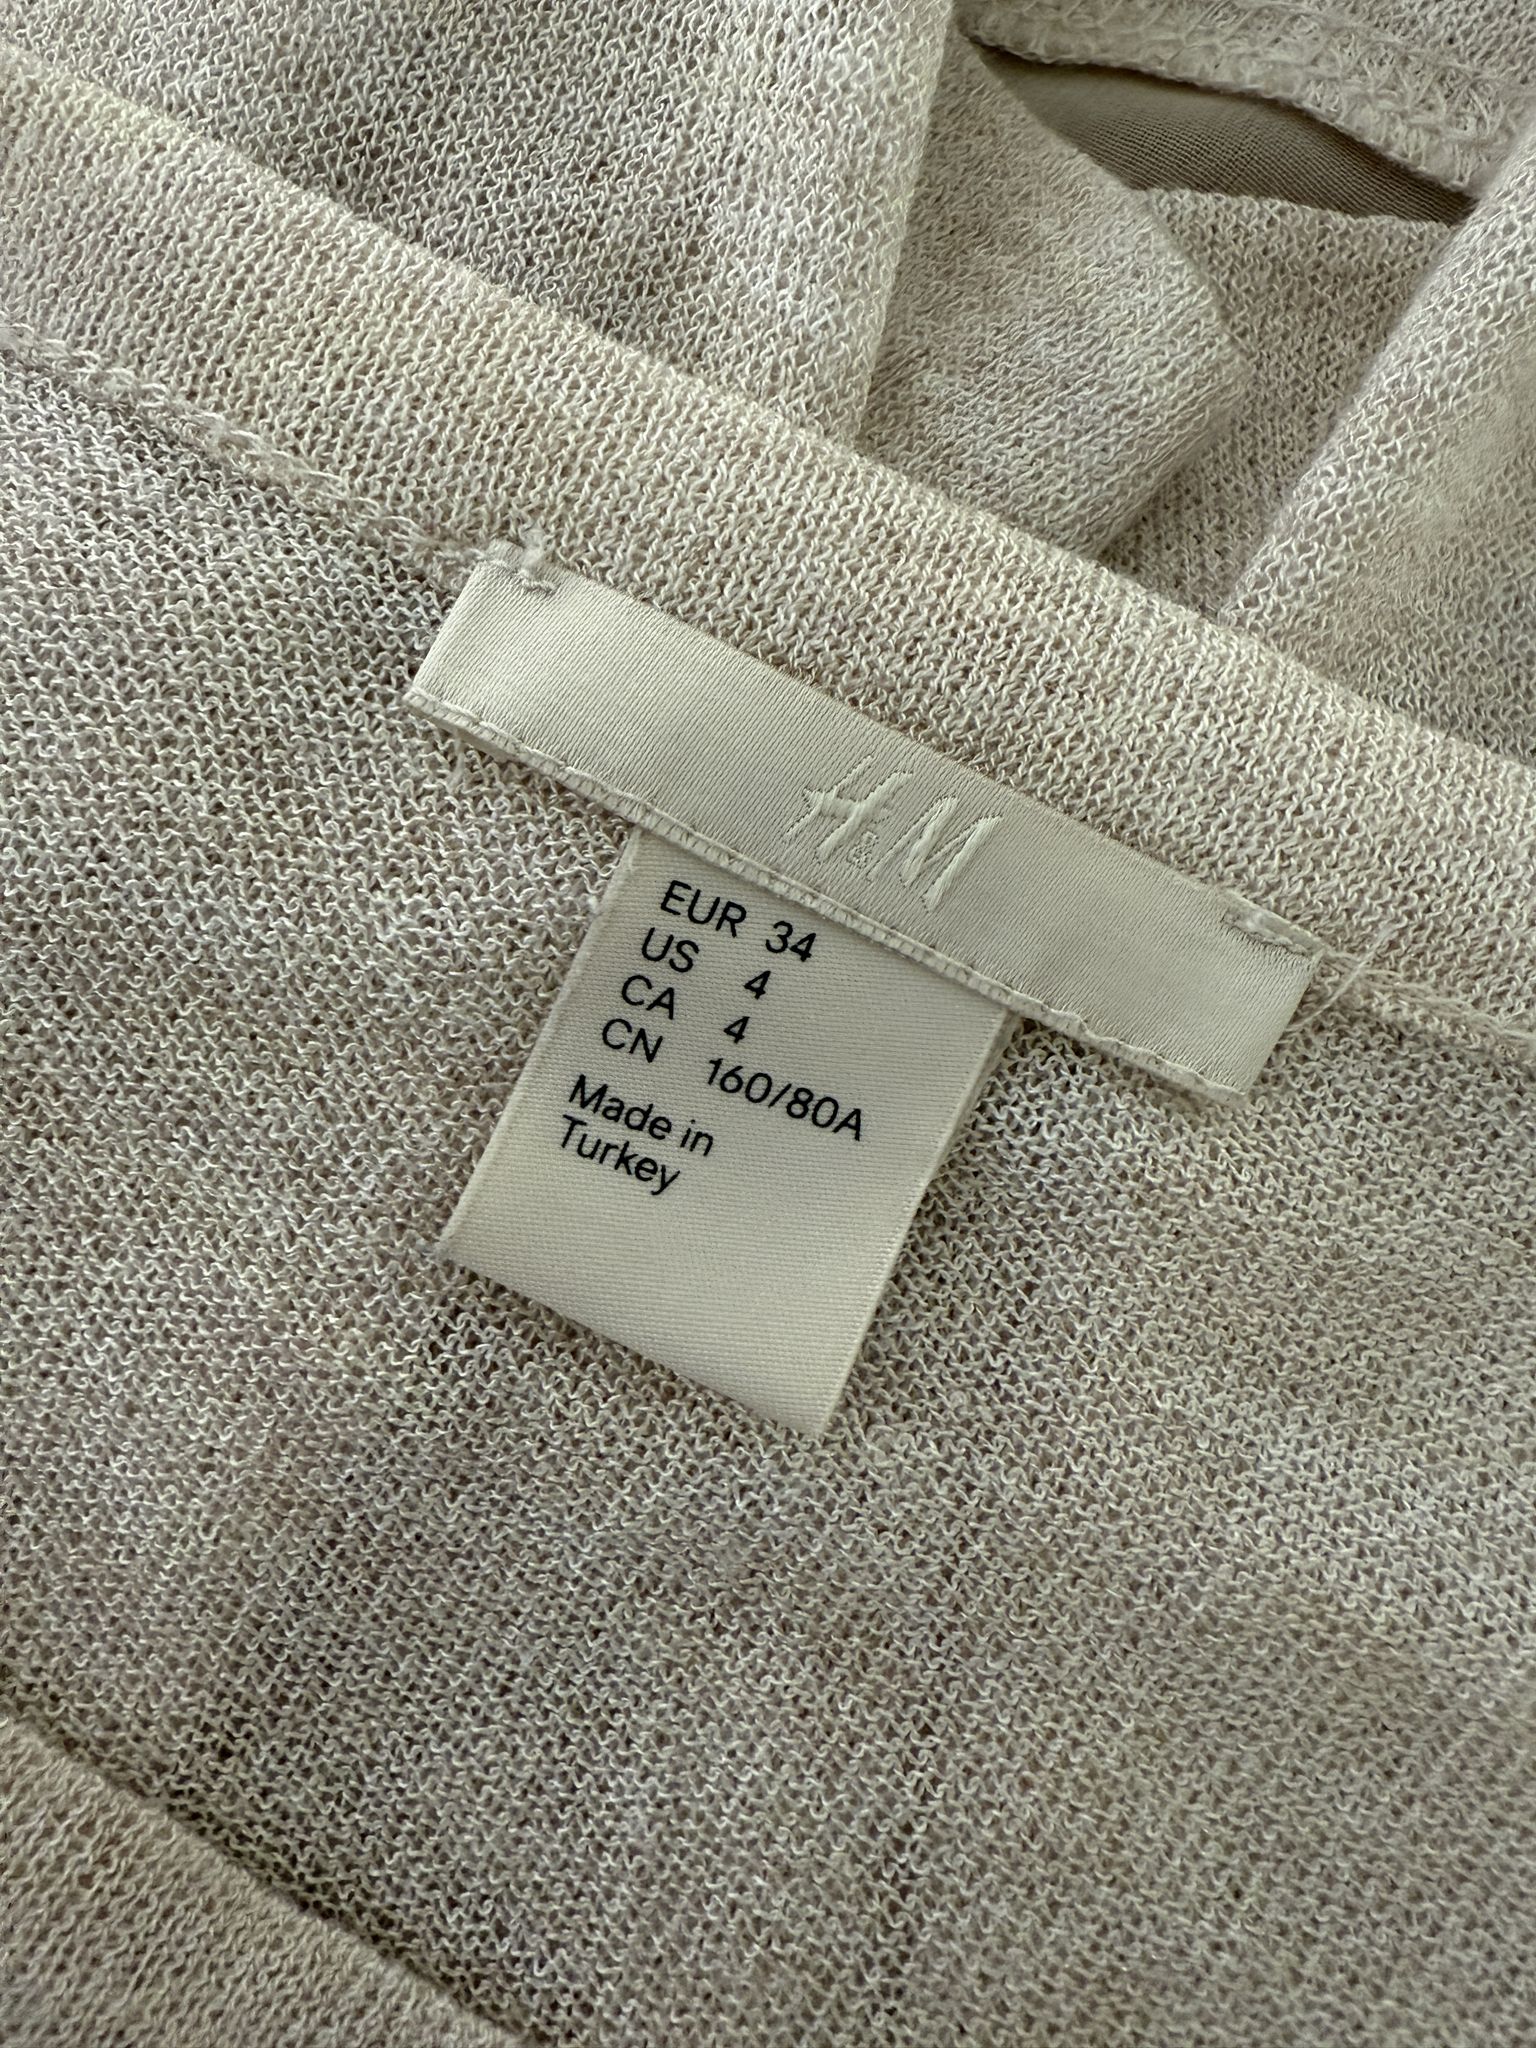 H&M
EUR 34
US 4
CA 4
CN 160/80A
Made in
Turkey